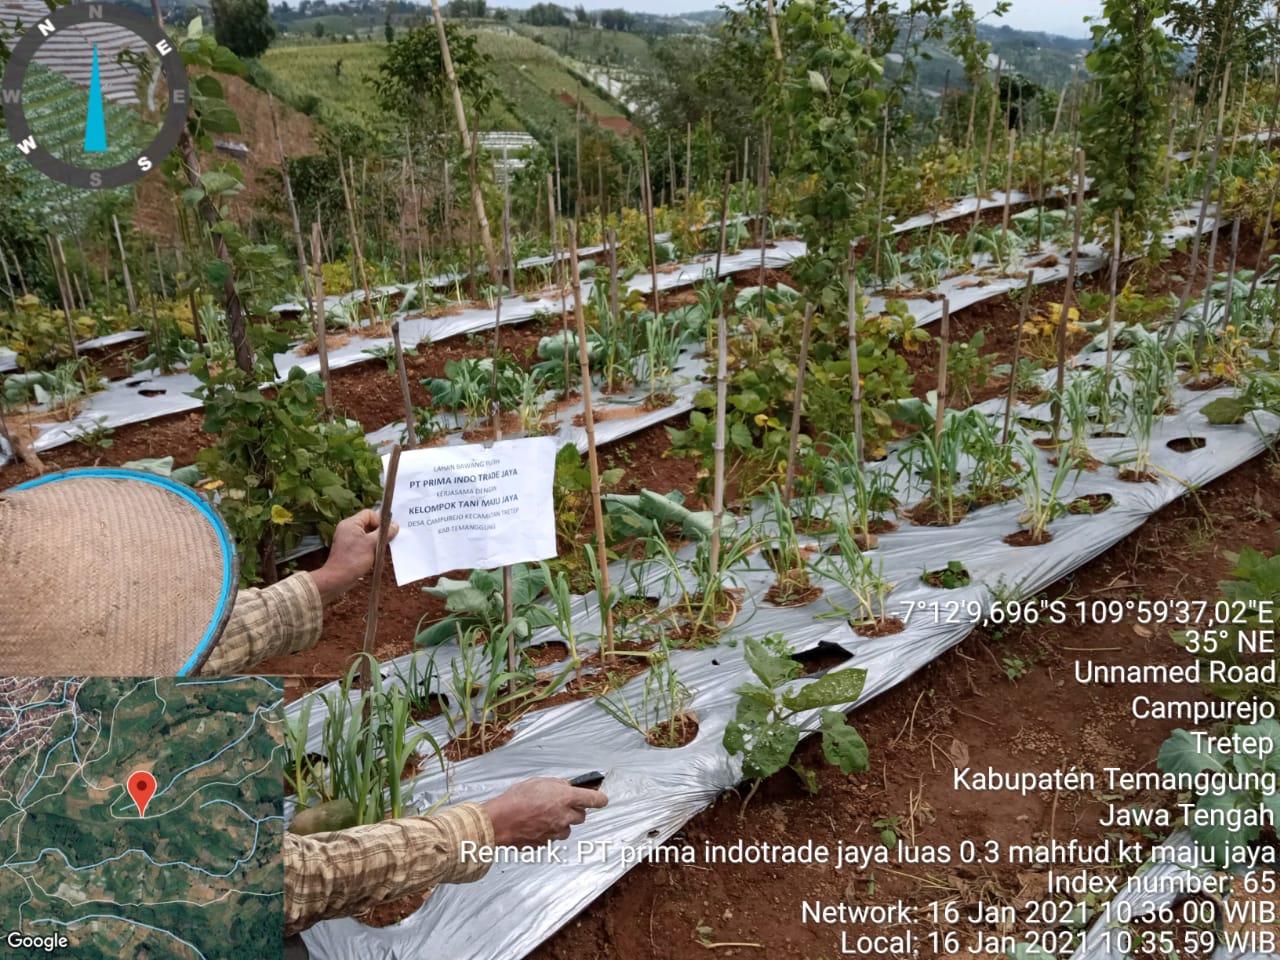 N
N
E
E
S
S
W
W
LAHAN BAWANG PUTIH
PT PRIMA INDO TRADE JAYA
KERJASAMA DENGAN
KELOMPOK TANI MAJU JAYA
DESA CAMPUREJO KECAMATAN TRETEP
KAB TEMANGGUNG
-7°12'9,696"S 109°59'37,02"E
35° NE
Unnamed Road
Campurejo
Tretep
Kabupatén Temanggung
Jawa Tengah
Remark: PT prima indotrade jaya luas 0.3 mahfud kt maju jaya
Index number: 65
Network: 16 Jan 2021 10.36.00 WIB
Local: 16 Jan 2021 10.35.59 WIB
Google